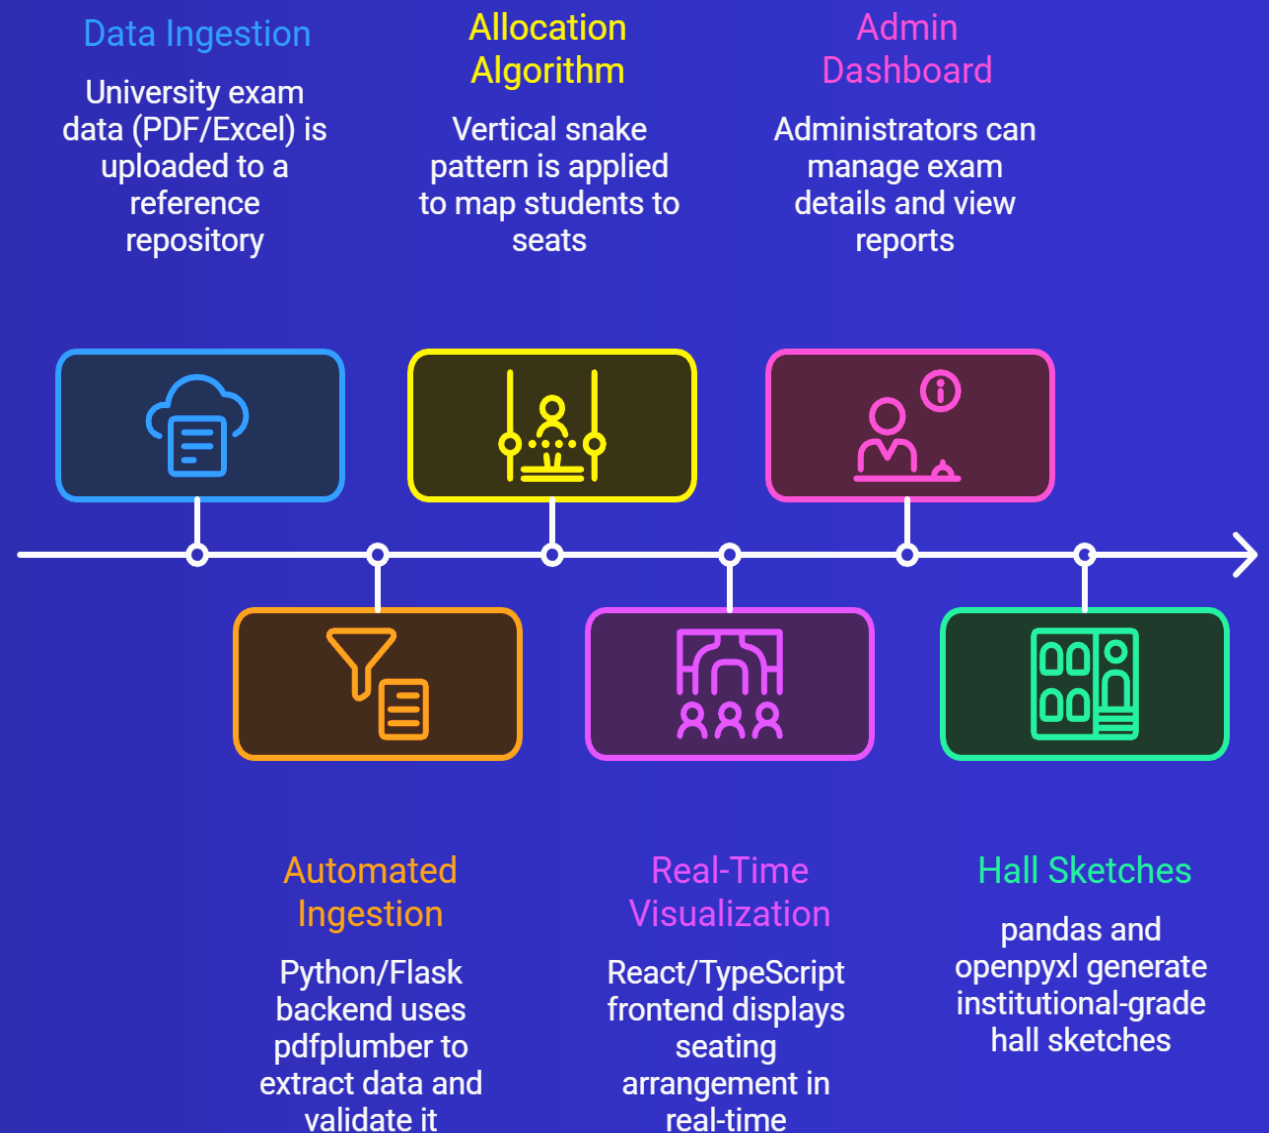 Data Ingestion
University exam
data (PDF/Excel) is
uploaded to a
reference
repository
Allocation
Algorithm
Vertical snake
pattern is applied
to map students to
seats
Admin
Dashboard
Administrators can
manage exam
details and view
reports
Automated
Ingestion
Python/Flask
backend uses
pdfplumber to
extract data and
validate it
Real-Time
Visualization
React/TypeScript
frontend displays
seating
arrangement in
real-time
Hall Sketches
pandas and
openpyxl generate
institutional-grade
hall sketches